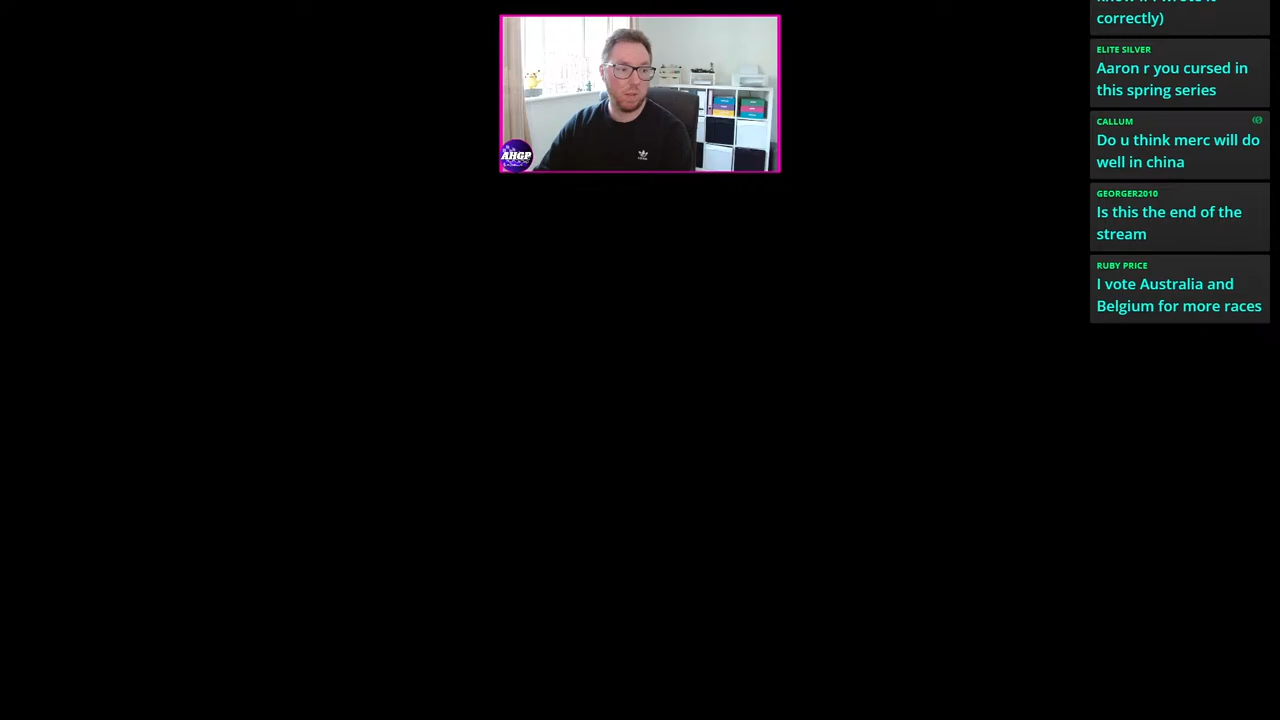 correctly)
ELITE SILVER
Aaron r you cursed in
this spring series
CALLUM
Do u think merc will do
well in china
GEORGER2010
Is this the end of the
stream
RUBY PRICE
I vote Australia and
Belgium for more races
AHGP